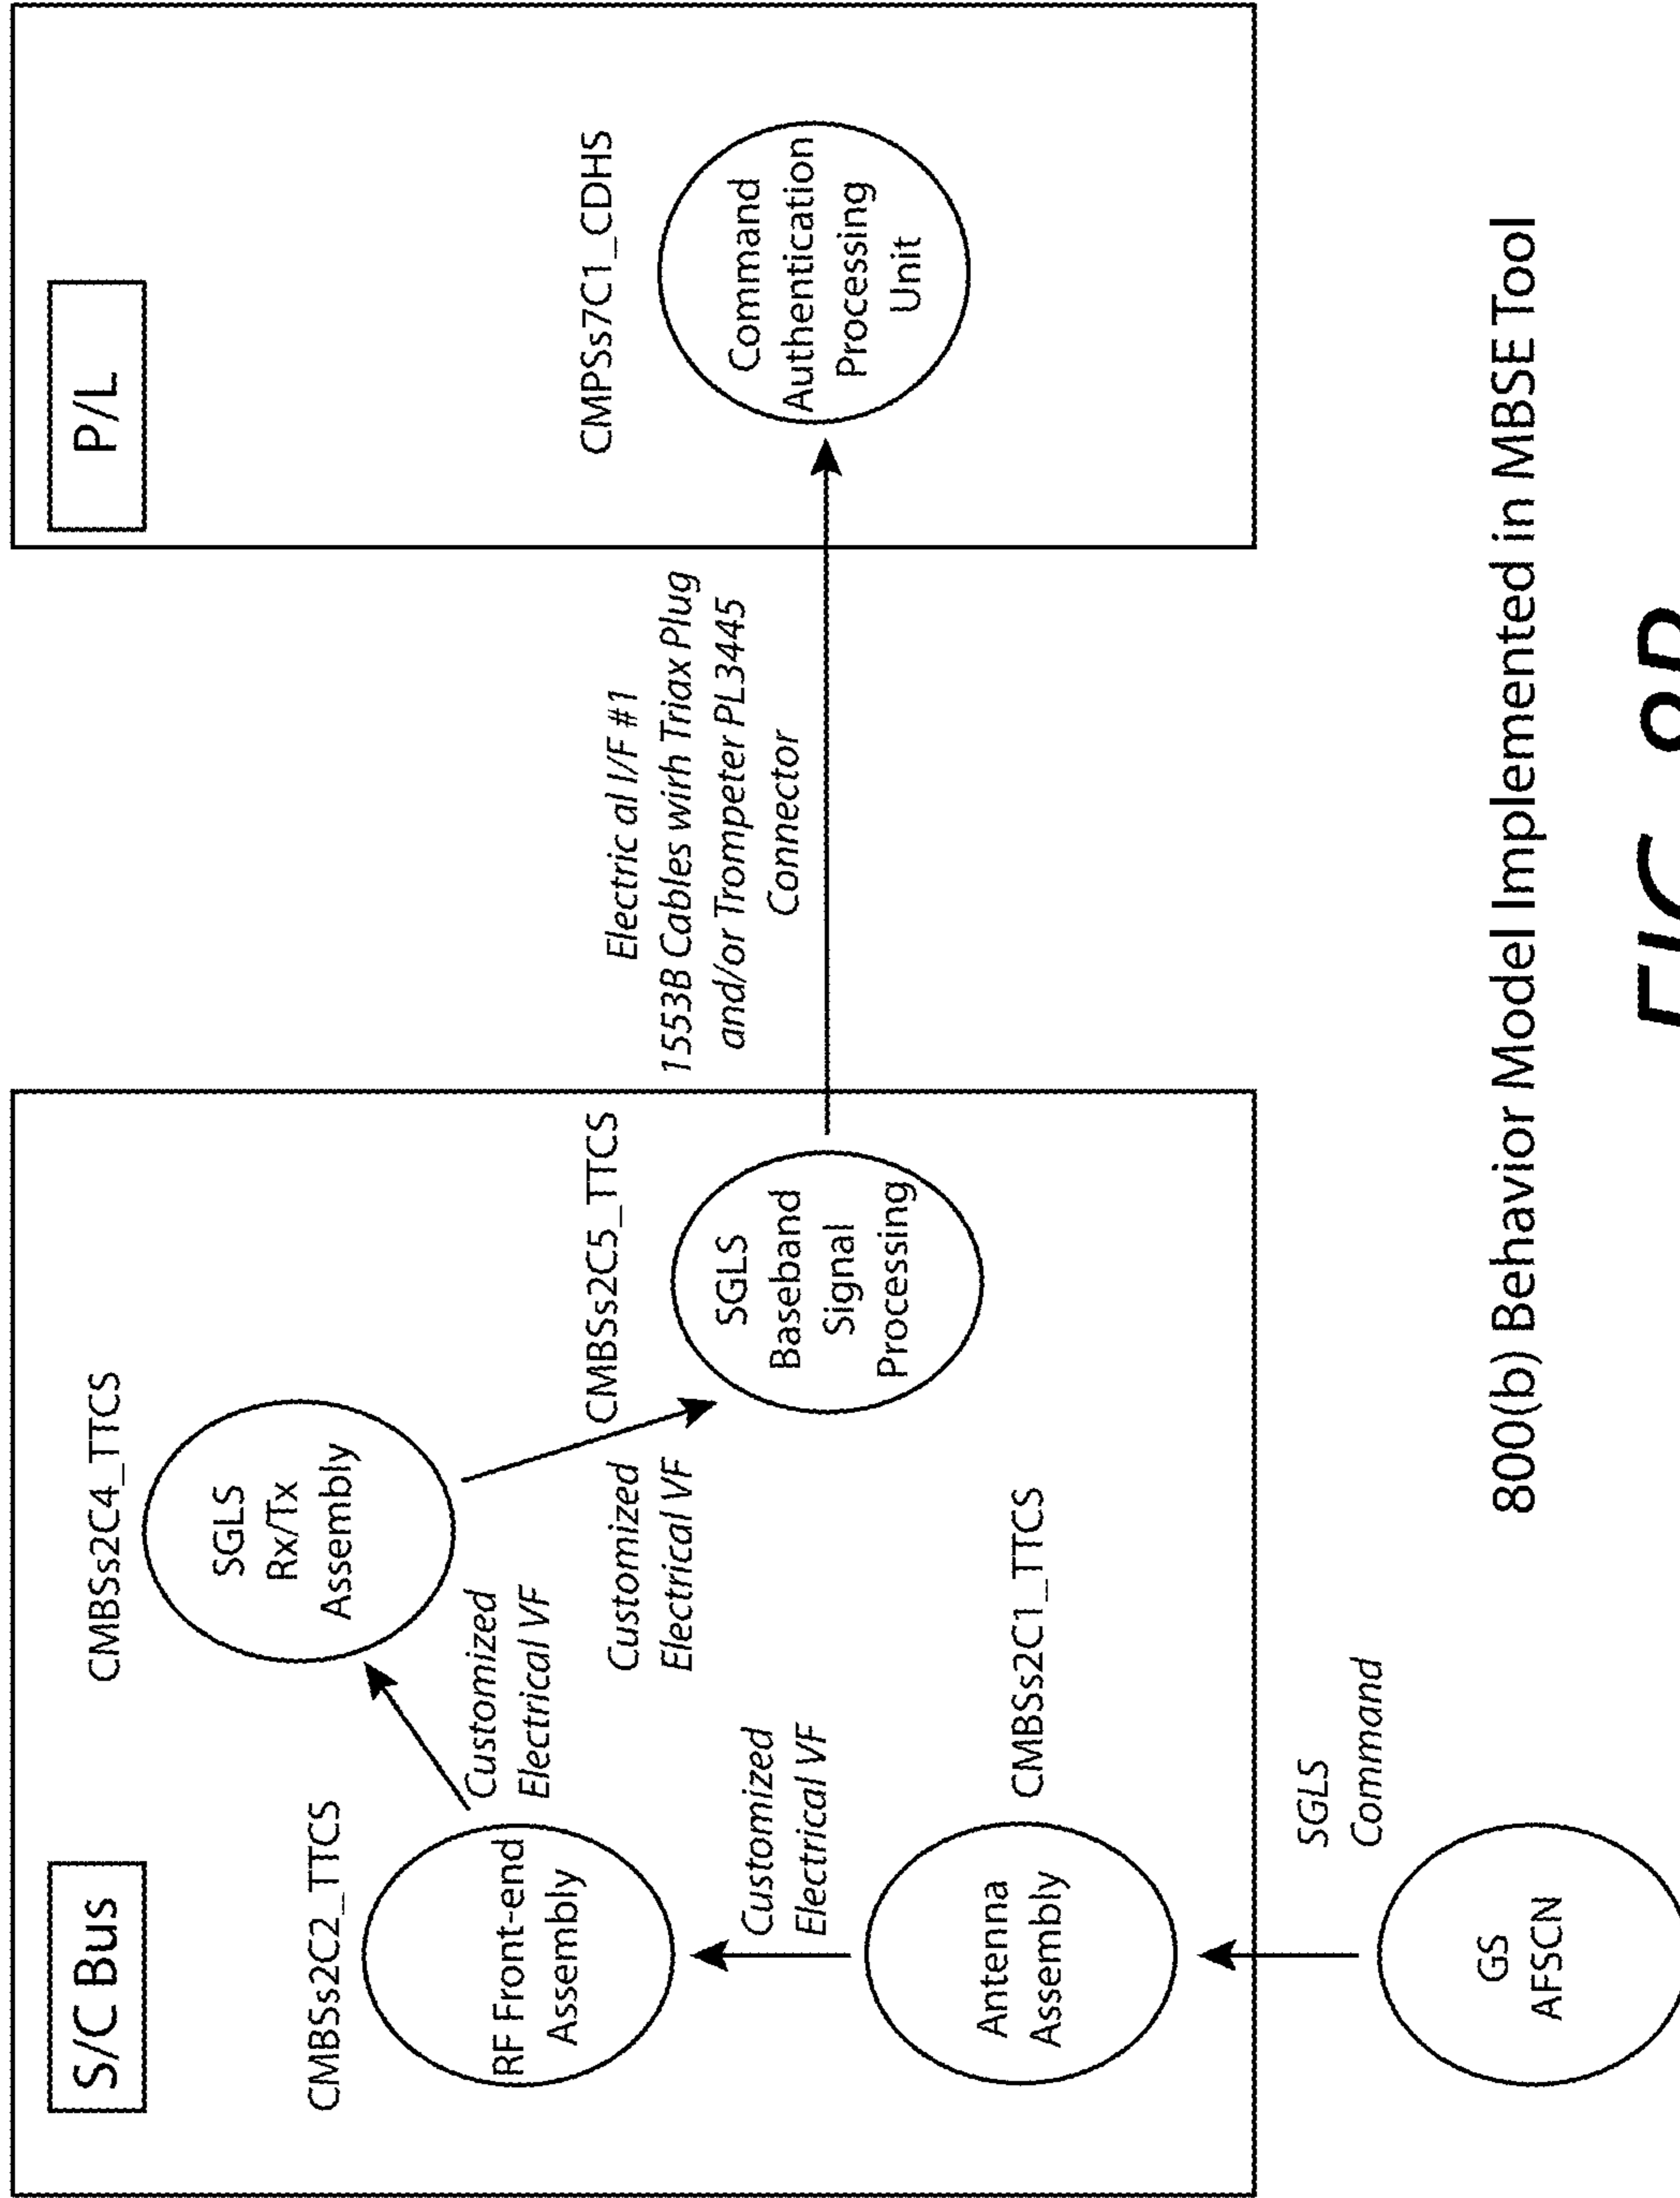 S/C Bus
P/L
CMBSs2C4_TTCS
SGLS
Rx/Tx
Assembly
CMBSs2C2_TTCS
RF Front-end
Assembly
Customized
Electrical VF
Customized
Electrical VF
CMBSs2C5_TTCS
SGLS
Baseband
Signal
Processing
Electric al I/F #1
1553B Cables wirh Triax Plug
and/or Trompeter PL3445
Connector
CMPSs7C1_CDHS
Command
Authentication
Processing
Unit
Customized
Electrical VF
CMBSs2C1_TTCS
Antenna
Assembly
SGLS
Command
GS
AFSCN
800(b) Behavior Model Implemented in MBSE Tool